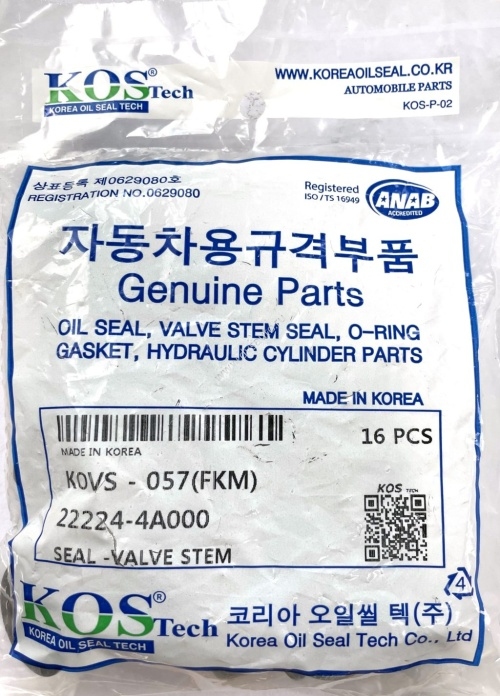 KOS® Tech
KOREA OIL SEAL TECH
WWW.KOREAOILSEAL.CO.KR
AUTOMOBILE PARTS
KOS-P-02
상표등록 제0629080호
REGISTRATION NO.0629080
Registered
ISO/TS 16949
ANAB
ACCREDITED
자동차용규격부품
Genuine Parts
OIL SEAL, VALVE STEM SEAL, O-RING
GASKET, HYDRAULIC CYLINDER PARTS
MADE IN KOREA
MADE IN KOREA
16 PCS
KOVS - 057(FKM)
22224-4A000
SEAL -VALVE STEM
KOS TECH
KOS® Tech
KOREA OIL SEAL TECH
4
코리아 오일씰 텍(주)
Korea Oil Seal Tech Co., Ltd